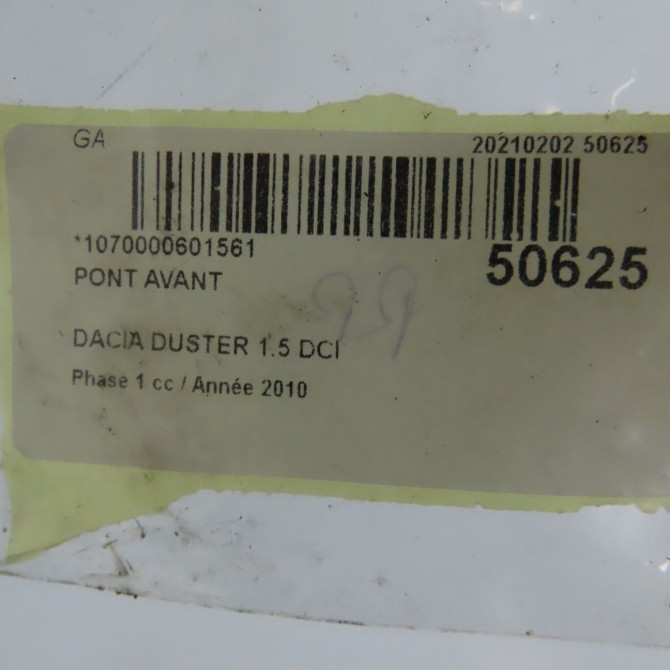 GA 20210202 50625
*1070000601561 50625
PONT AVANT
DACIA DUSTER 1.5 DCI
Phase 1 cc / Année 2010